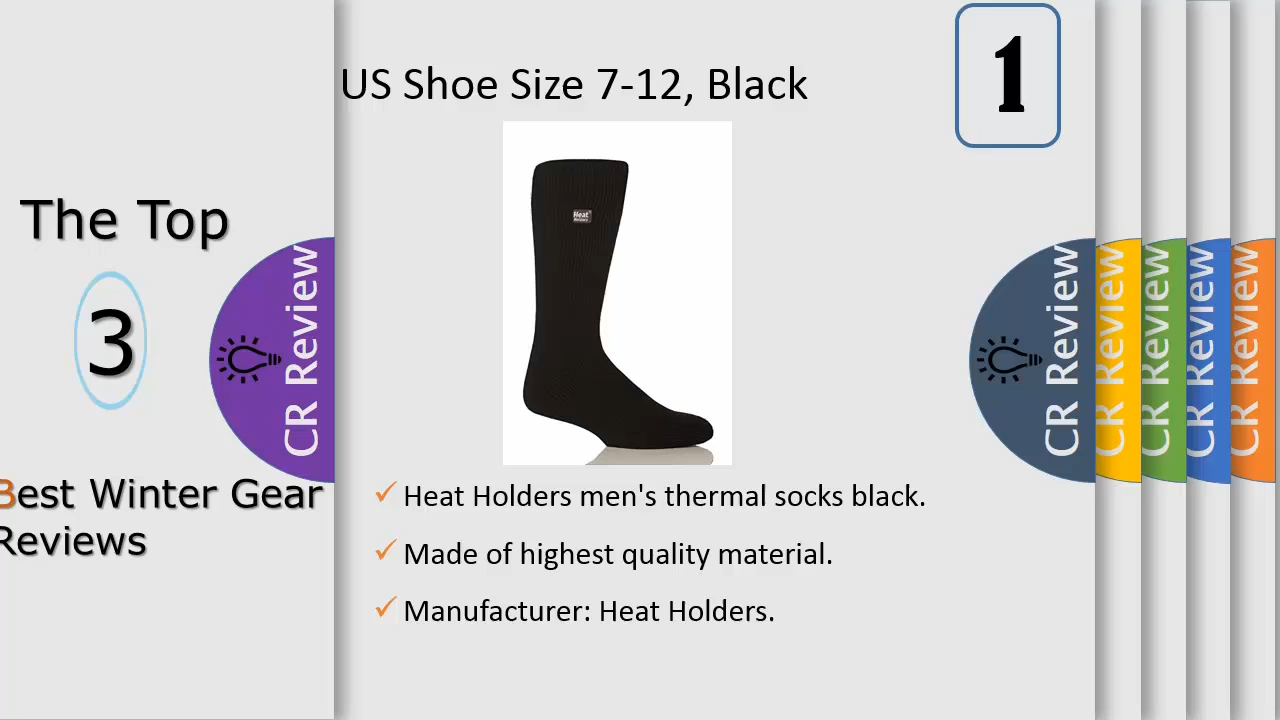 US Shoe Size 7-12, Black
1
The Top
3
Best Winter Gear
Reviews
CR Review
Heat
Holders
✓ Heat Holders men's thermal socks black.
✓ Made of highest quality material.
✓ Manufacturer: Heat Holders.
CR Review
CR Review
CR Review
CR Review
CR Review